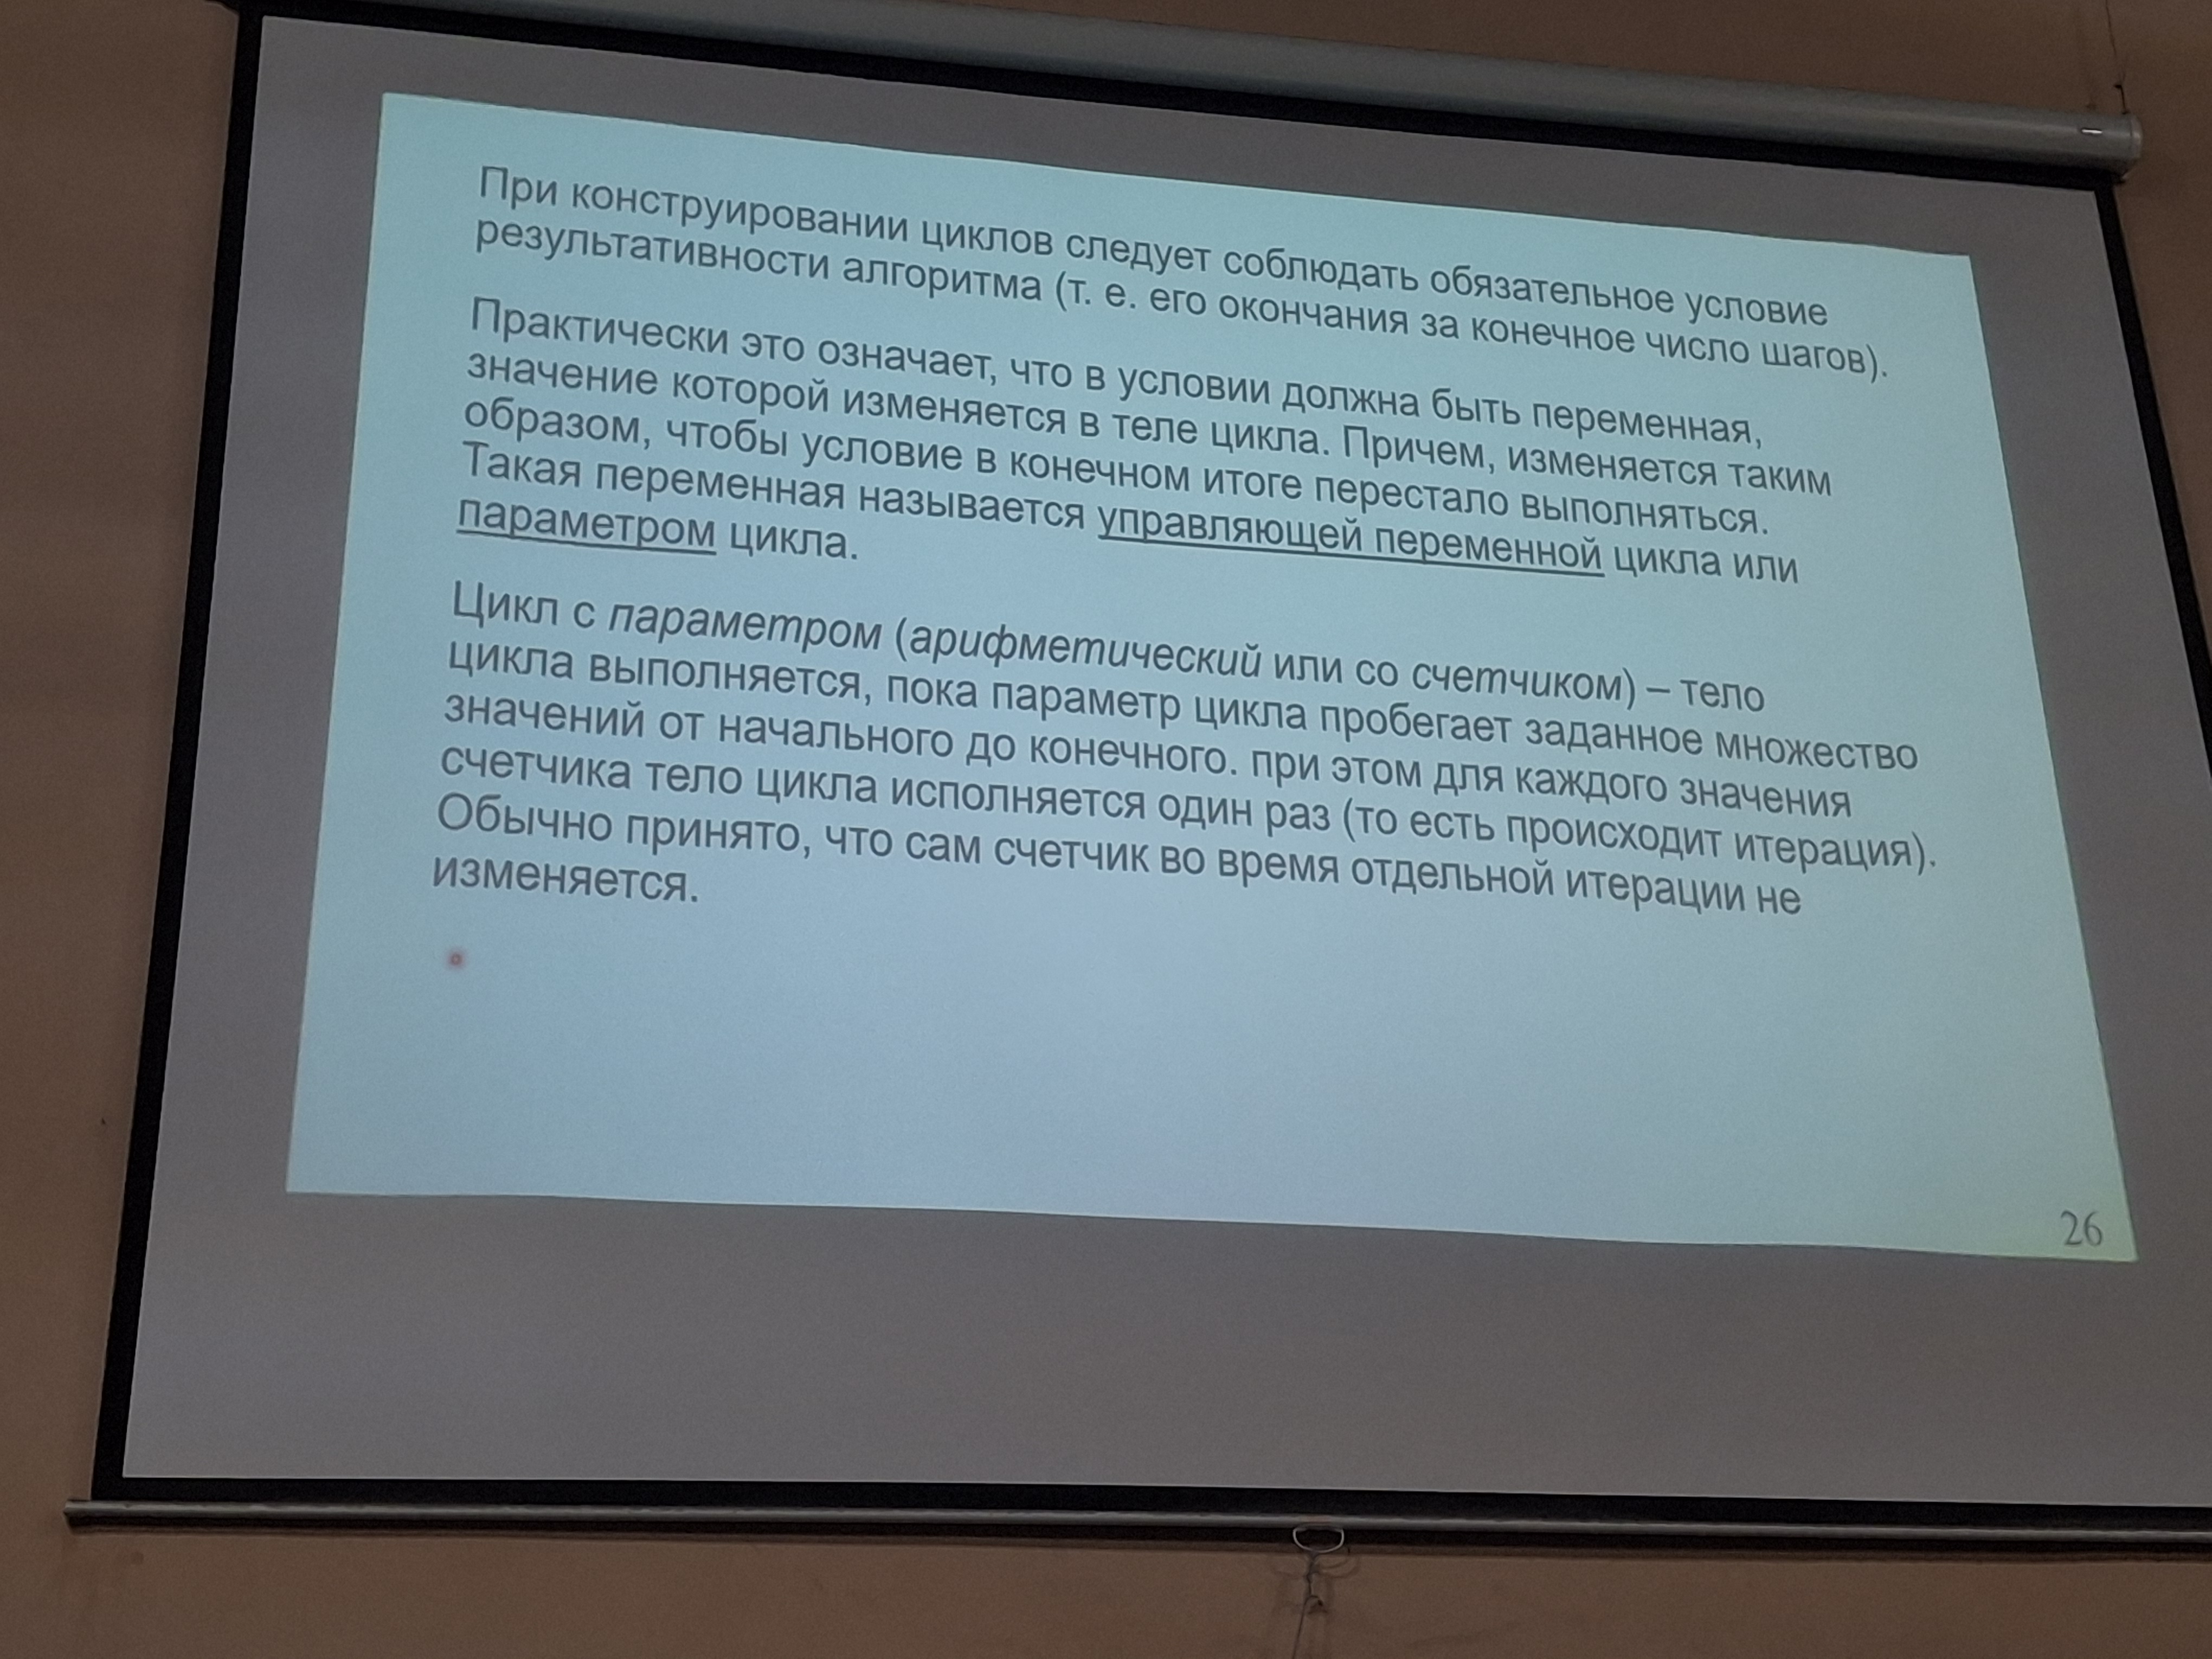 При конструировании циклов следует соблюдать обязательное условие
результативности алгоритма (т. е. его окончания за конечное число шагов).
Практически это означает, что в условии должна быть переменная,
значение которой изменяется в теле цикла. Причем, изменяется таким
образом, чтобы условие в конечном итоге перестало выполняться.
Такая переменная называется управляющей переменной цикла или
параметром цикла.
Цикл с параметром (арифметический или со счетчиком) – тело
цикла выполняется, пока параметр цикла пробегает заданное множество
значений от начального до конечного. при этом для каждого значения
счетчика тело цикла исполняется один раз (то есть происходит итерация).
Обычно принято, что сам счетчик во время отдельной итерации не
изменяется.
26